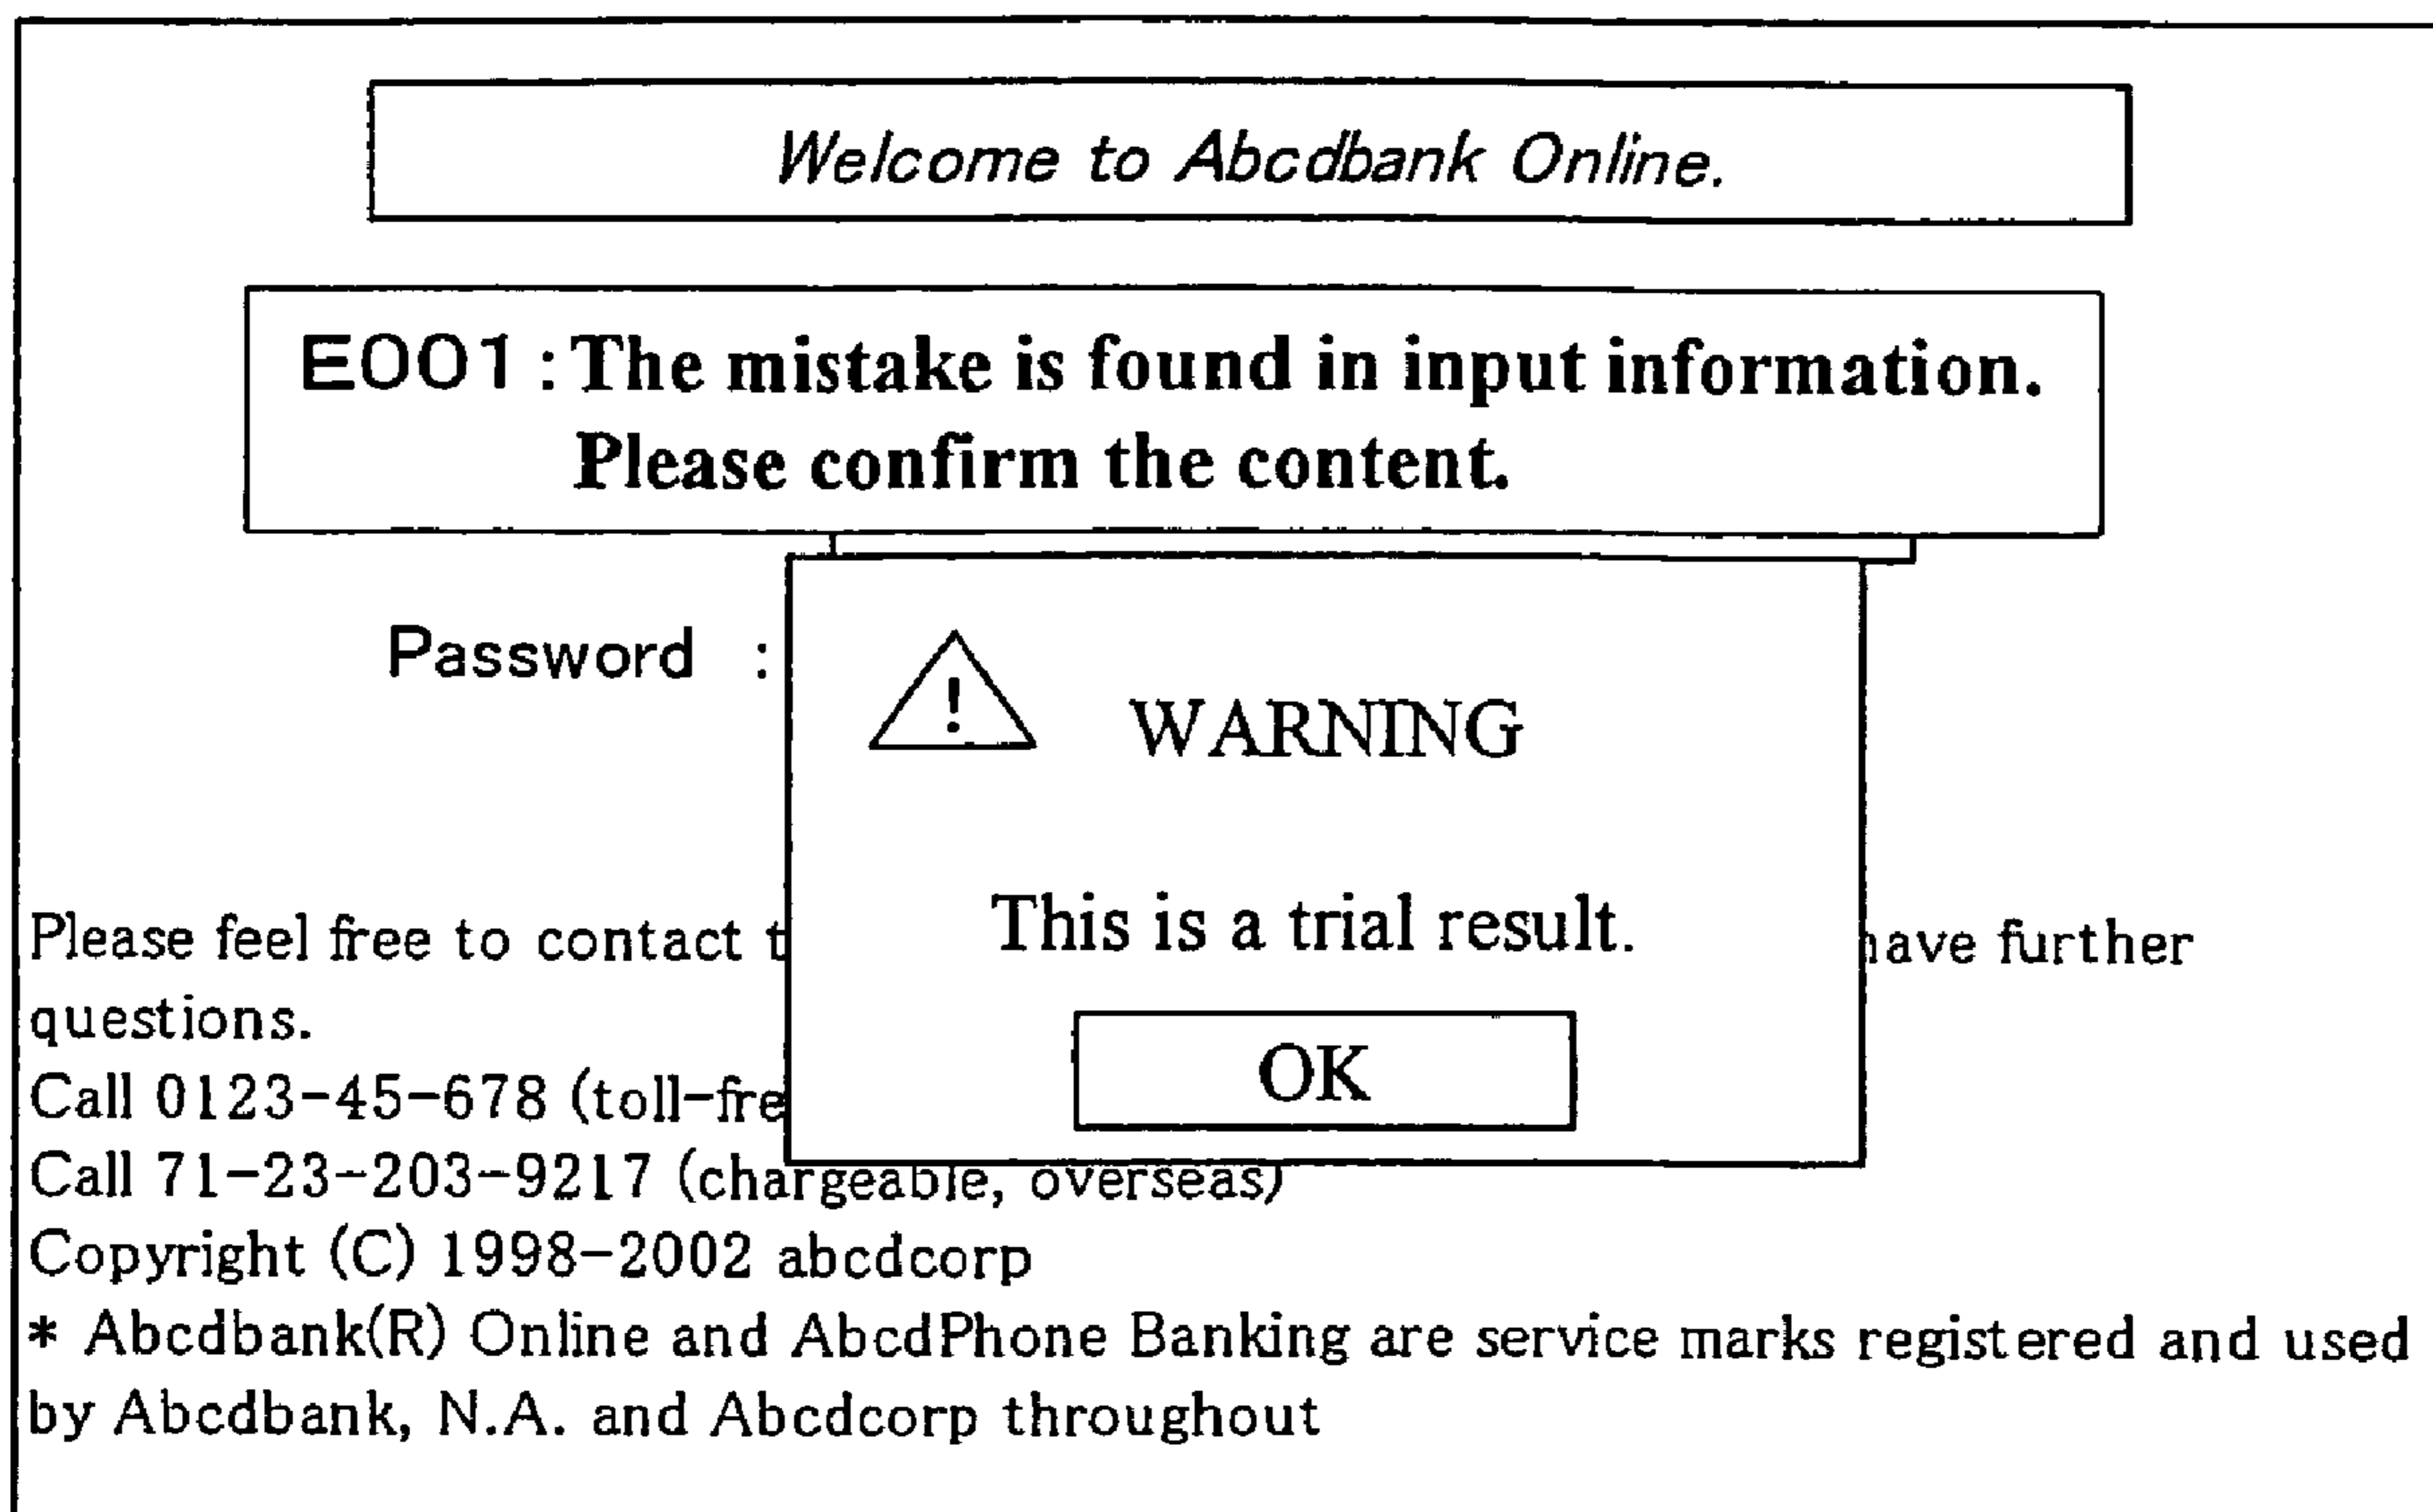 Welcome to Abcdbank Online.
E001 : The mistake is found in input information.
Please confirm the content.
Password :
WARNING
This is a trial result.
OK
Please feel free to contact have further
questions.
Call 0123-45-678
Call 71-23-203-9217 (chargeable, overseas)
Copyright (C) 1998-2002 abcdcorp
* Abcdbank(R) Online and AbcdPhone Banking are service marks registered and used
by Abcdbank, N.A. and Abcdcorp throughout